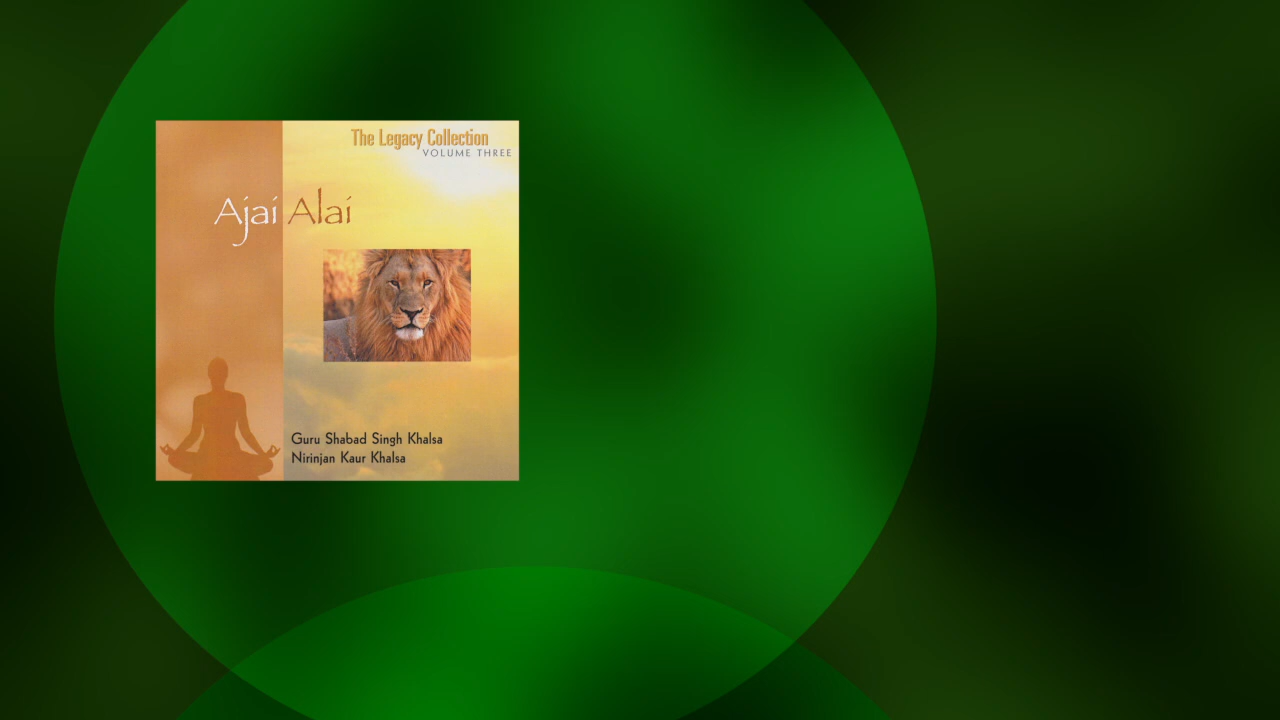 The Legacy Collection
VOLUME THREE
Ajai Alai
Guru Shabad Singh Khalsa
Nirinjan Kaur Khalsa